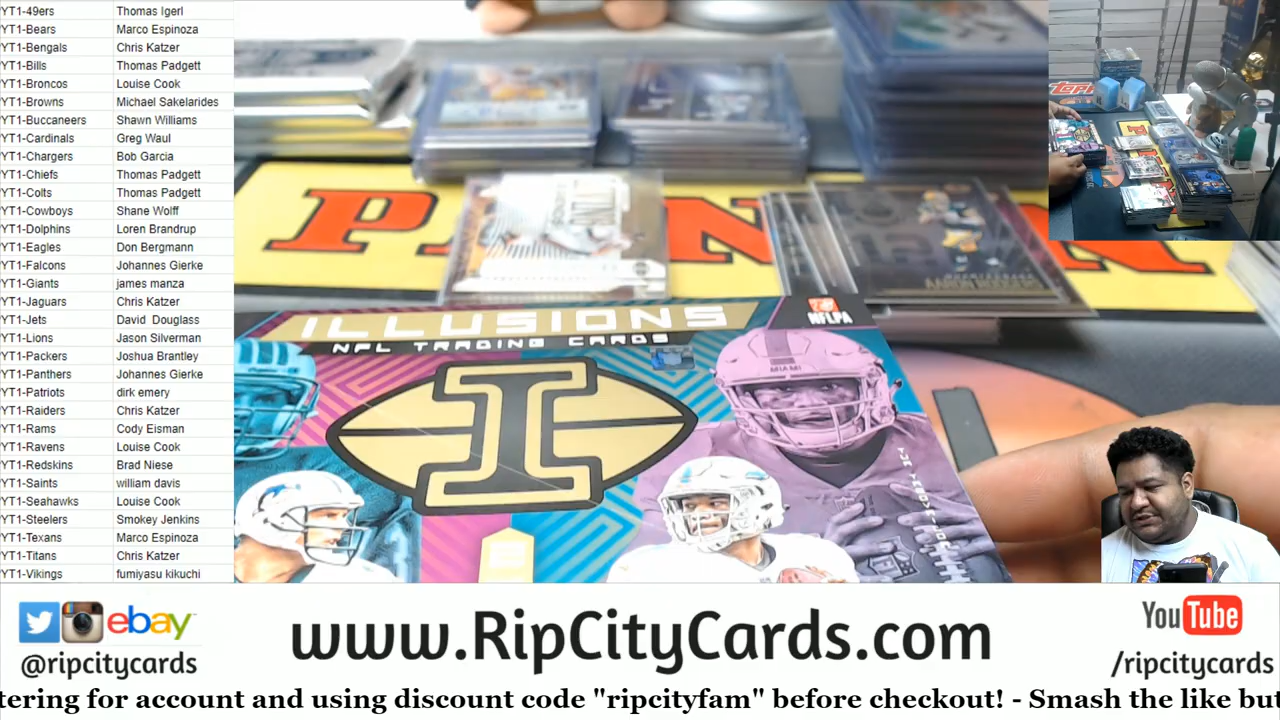 YT1-49ers Thomas Igerl
YT1-Bears Marco Espinoza
YT1-Bengals Chris Katzer
YT1-Bills Thomas Padgett
YT1-Broncos Louise Cook
YT1-Browns Michael Sakelarides
YT1-Buccaneers Shawn Williams
YT1-Cardinals Greg Waul
YT1-Chargers Bob Garcia
YT1-Chiefs Thomas Padgett
YT1-Colts Thomas Padgett
YT1-Cowboys Shane Wolff
YT1-Dolphins Loren Brandrup
YT1-Eagles Don Bergmann
YT1-Falcons Johannes Gierke
YT1-Giants james manza
YT1-Jaguars Chris Katzer
YT1-Jets David Douglass
YT1-Lions Jason Silverman
YT1-Packers Joshua Brantley
YT1-Panthers Johannes Gierke
YT1-Patriots dirk emery
YT1-Raiders Chris Katzer
YT1-Rams Cody Eisman
YT1-Ravens Louise Cook
YT1-Redskins Brad Niese
YT1-Saints william davis
YT1-Seahawks Louise Cook
YT1-Steelers Smokey Jenkins
YT1-Texans Marco Espinoza
YT1-Titans Chris Katzer
YT1-Vikings fumiyasu kikuchi
AARON RODGERS
ILLUSIONS
NFL TRADING CARDS
NFLPA
I
MIAMI
ebay
@ripcitycards
www.RipCityCards.com
YouTube
/ripcitycards
tering for account and using discount code "ripcityfam" before checkout! - Smash the like but